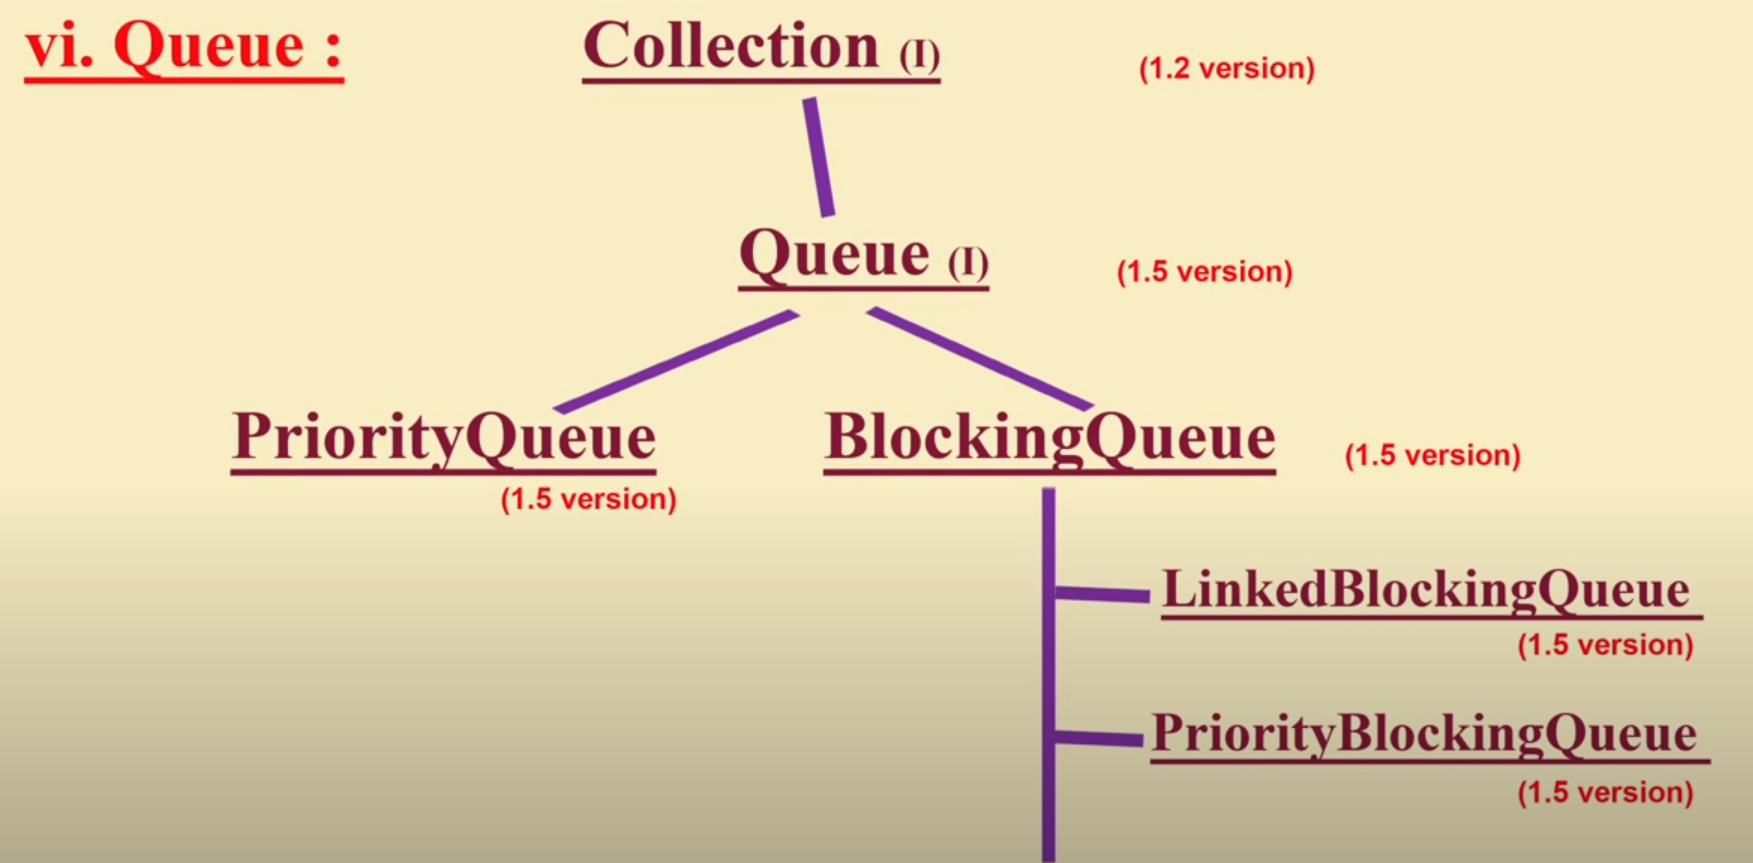 vi. Queue :
Collection (I)
(1.2 version)
Queue (I)
(1.5 version)
PriorityQueue
(1.5 version)
BlockingQueue
(1.5 version)
LinkedBlockingQueue
(1.5 version)
PriorityBlockingQueue
(1.5 version)